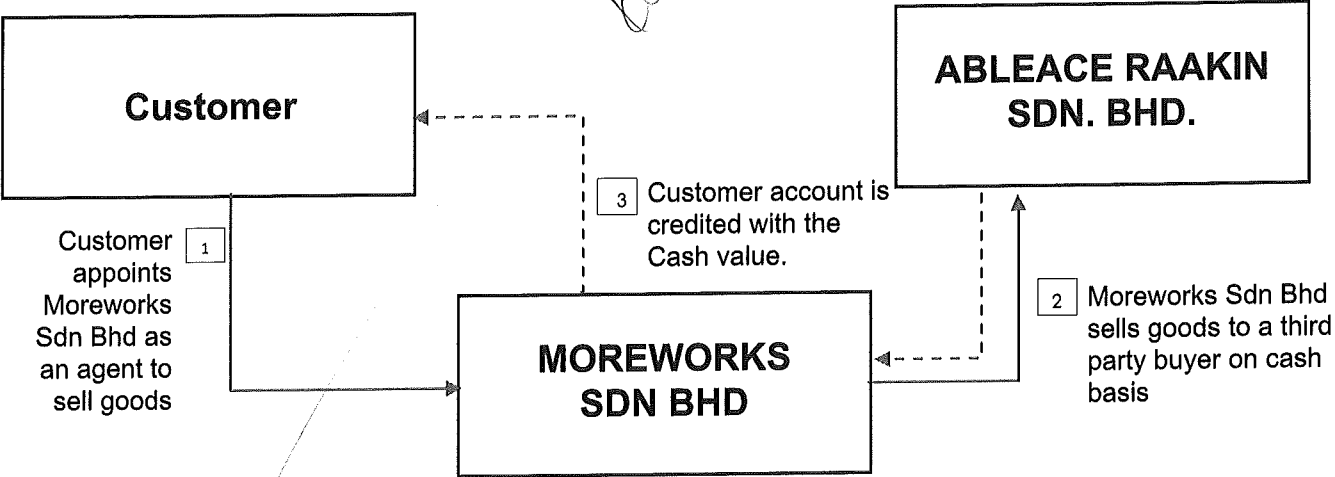 Customer
ABLEACE RAAKIN
SDN. BHD.
3
Customer account is
credited with the
Cash value.
1
Customer
appoints
Moreworks
Sdn Bhd as
an agent to
sell goods
MOREWORKS
SDN BHD
2
Moreworks Sdn Bhd
sells goods to a third
party buyer on cash
basis